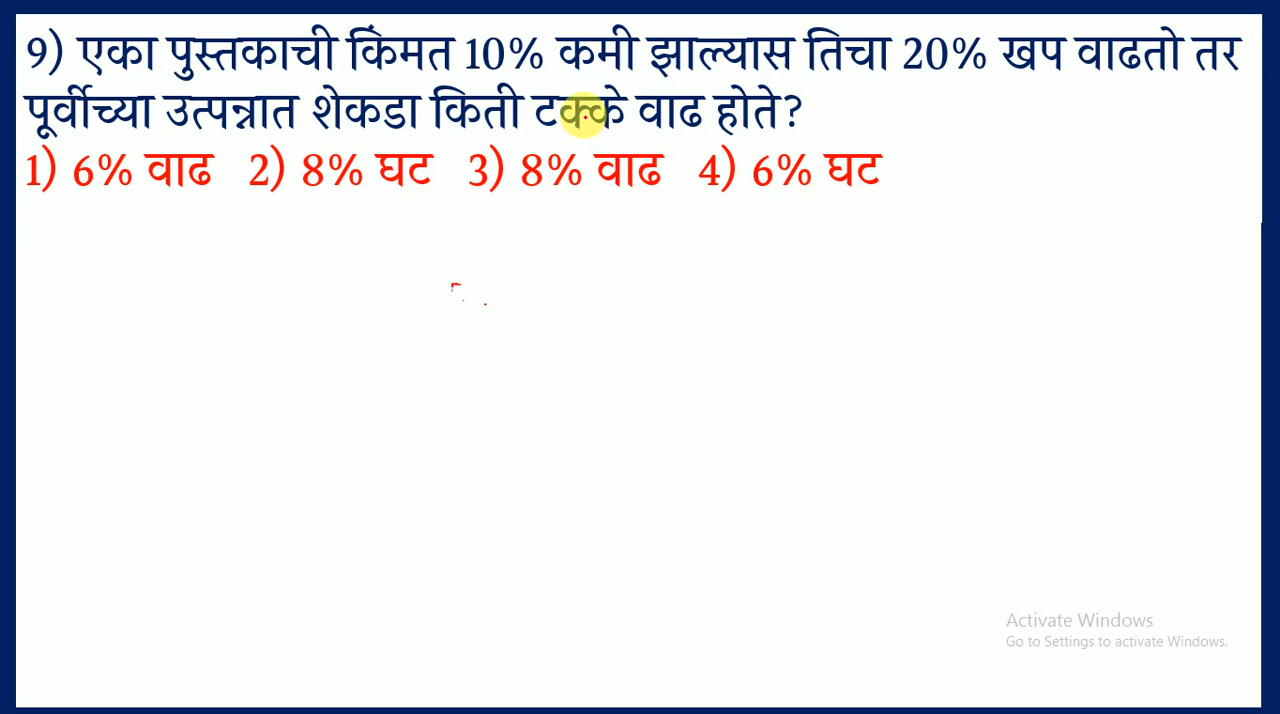 9) एका पुस्तकाची किंमत 10% कमी झाल्यास तिचा 20% खप वाढतो तर
पूर्वीच्या उत्पन्नात शेकडा किती टक्के वाढ होते?
1) 6% वाढ 2) 8% घट 3) 8% वाढ 4) 6% घट
Activate Windows
Go to Settings to activate Windows.